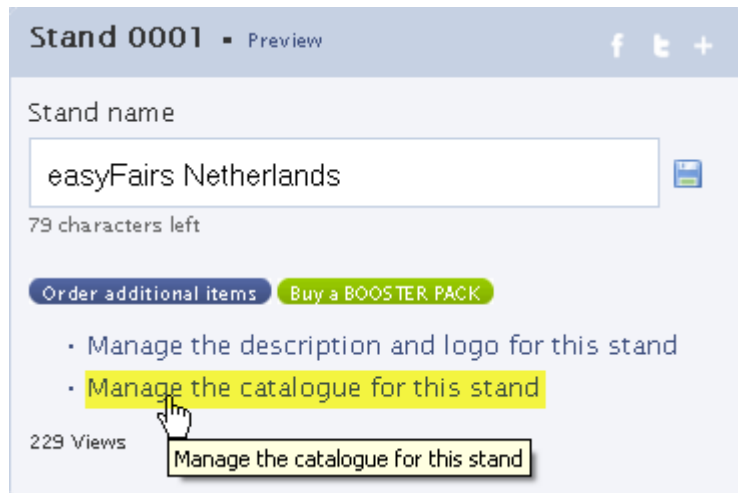 Stand 0001 ▪ Preview f t +
Stand name
easyFairs Netherlands
79 characters left
Order additional items Buy a BOOSTER PACK
· Manage the description and logo for this stand
· Manage the catalogue for this stand
229 Views
Manage the catalogue for this stand